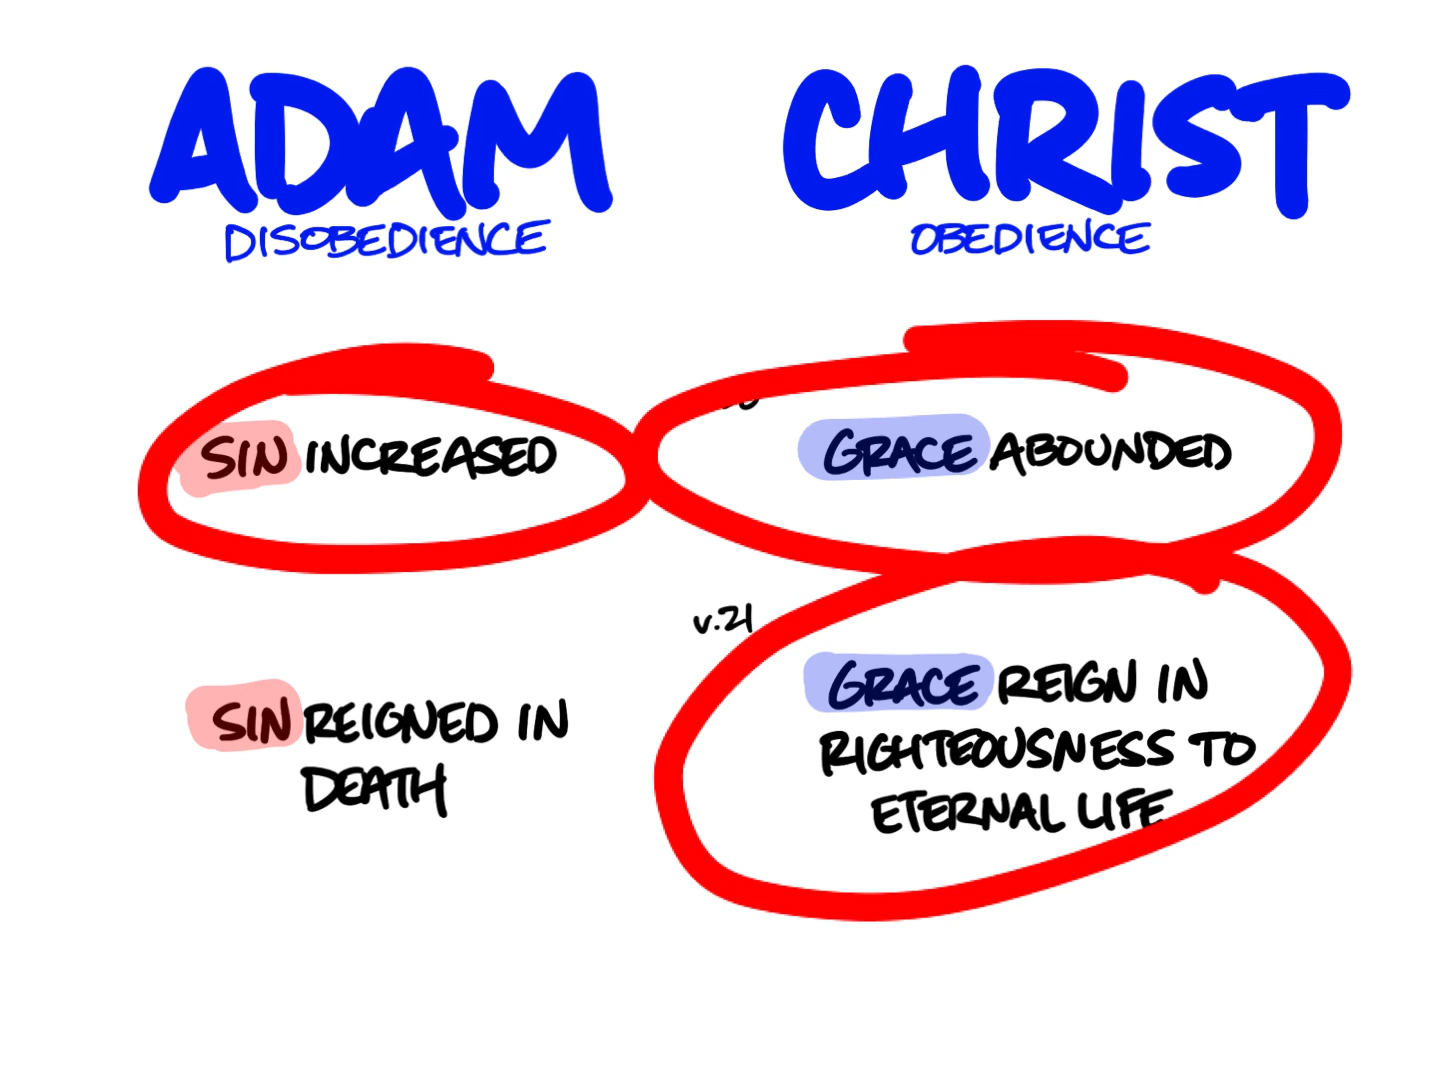 ADAM
CHRIST
DISOBEDIENCE
OBEDIENCE
SIN INCREASED
GRACE ABOUNDED
v.21
SIN REIGNED IN
DEATH
GRACE REIGN IN
RIGHTEOUSNESS TO
ETERNAL LIFE